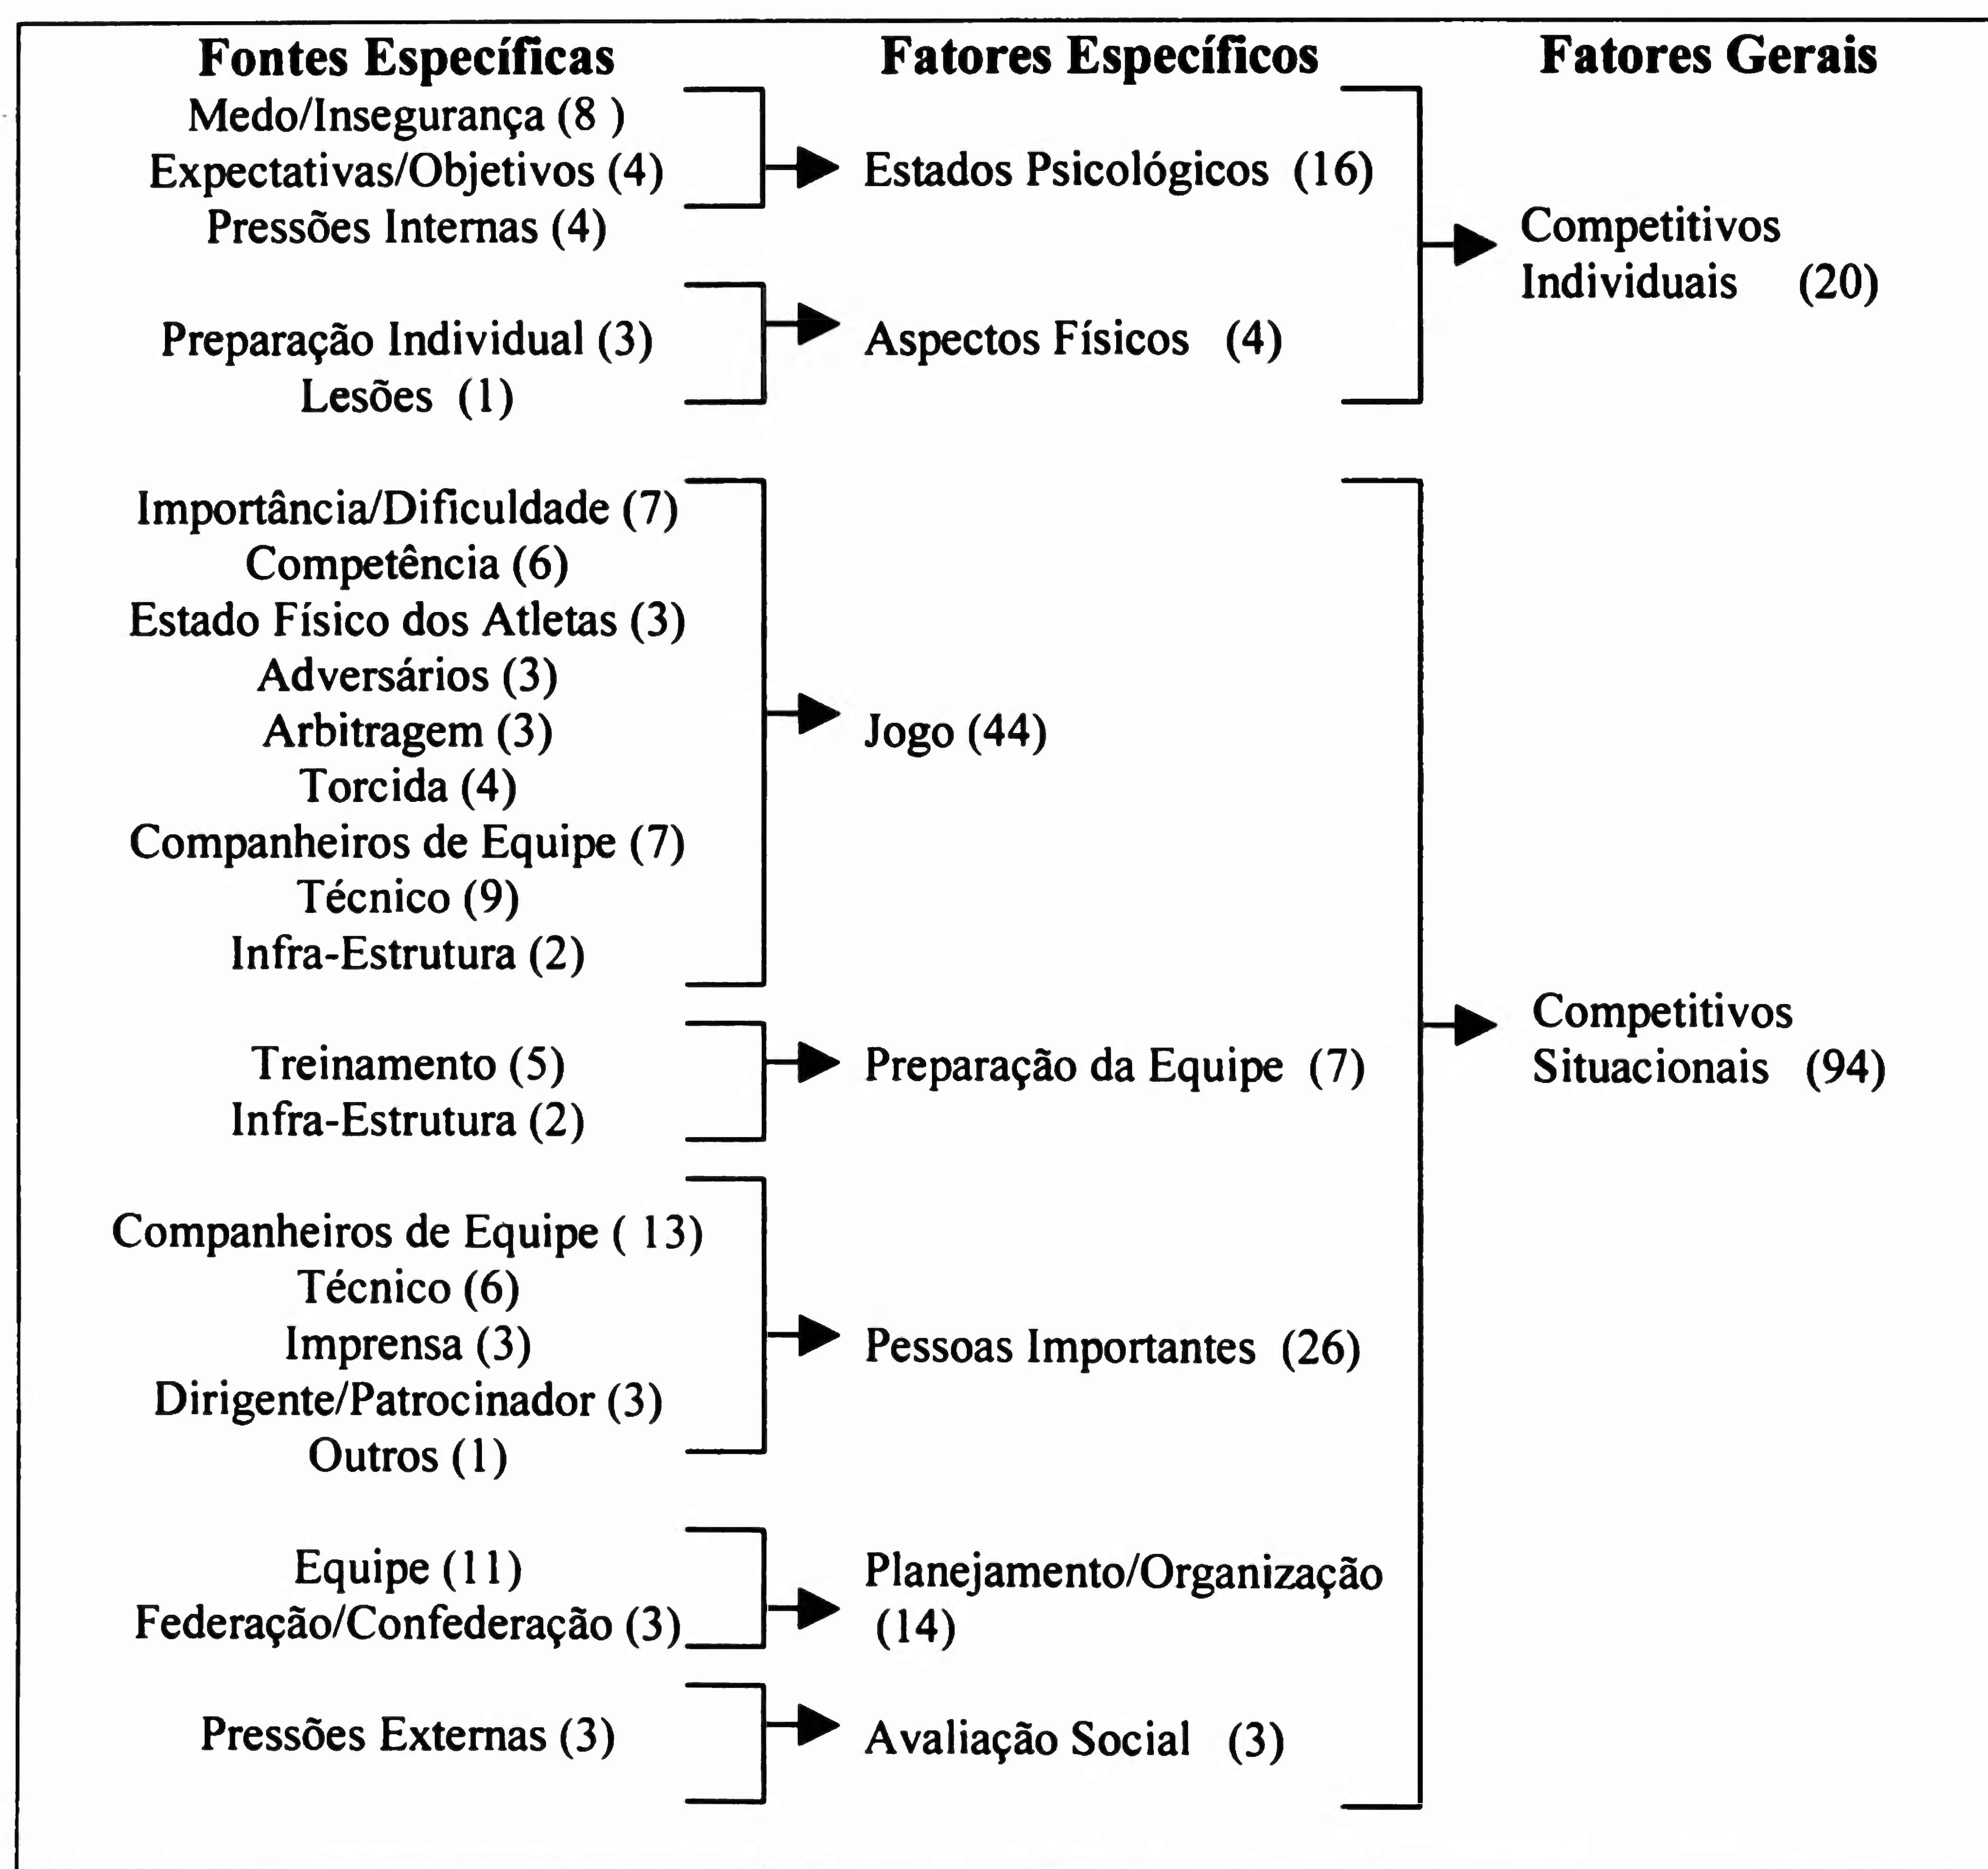 Fontes Específicas
Fatores Específicos
Fatores Gerais
Medo/Insegurança (8 )
Expectativas/Objetivos (4)
Pressões Internas (4)
Estados Psicológicos (16)
Preparação Individual (3)
Lesões (1)
Aspectos Físicos (4)
Competitivos
Individuais (20)
Importância/Dificuldade (7)
Competência (6)
Estado Físico dos Atletas (3)
Adversários (3)
Arbitragem (3)
Torcida (4)
Companheiros de Equipe (7)
Técnico (9)
Infra-Estrutura (2)
Jogo (44)
Treinamento (5)
Infra-Estrutura (2)
Preparação da Equipe (7)
Companheiros de Equipe ( 13)
Técnico (6)
Imprensa (3)
Dirigente/Patrocinador (3)
Outros (1)
Pessoas Importantes (26)
Equipe (11)
Federação/Confederação (3)
Planejamento/Organização
(14)
Pressões Externas (3)
Avaliação Social (3)
Competitivos
Situacionais (94)